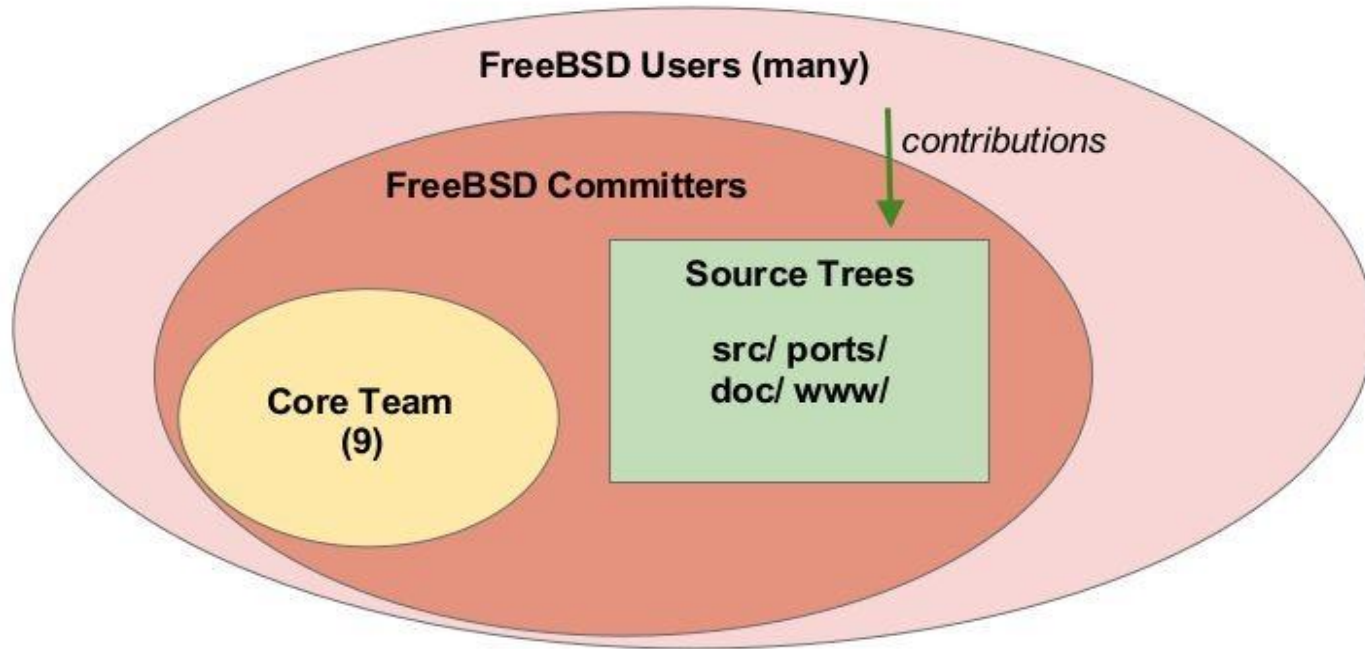 FreeBSD Users (many)
contributions
FreeBSD Committers
Source Trees
src/ ports/
doc/ www/
Core Team
(9)